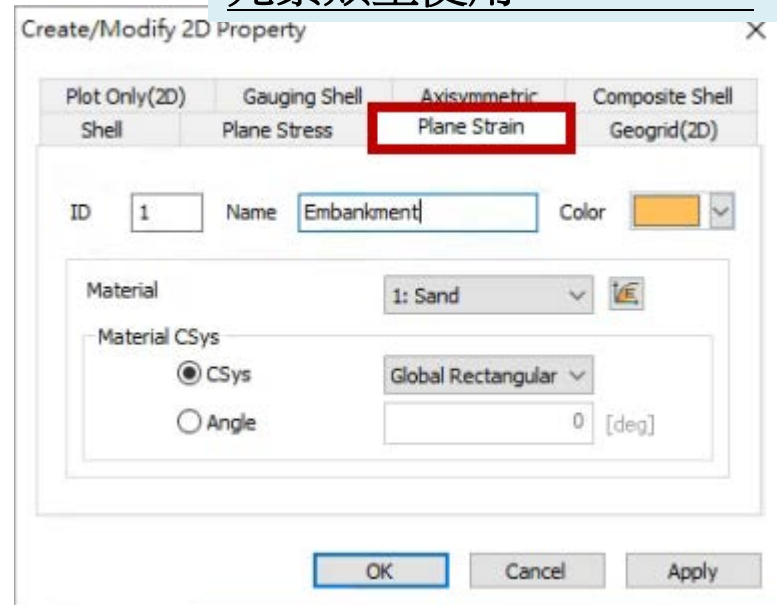 Create/Modify 2D Property
Plot Only(2D) Gauging Shell Axisymmetric Composite Shell
Shell Plane Stress Plane Strain Geogrid(2D)
ID 1 Name Embankment Color
Material 1: Sand
Material CSys
CSys Global Rectangular
Angle 0 [deg]
OK Cancel Apply